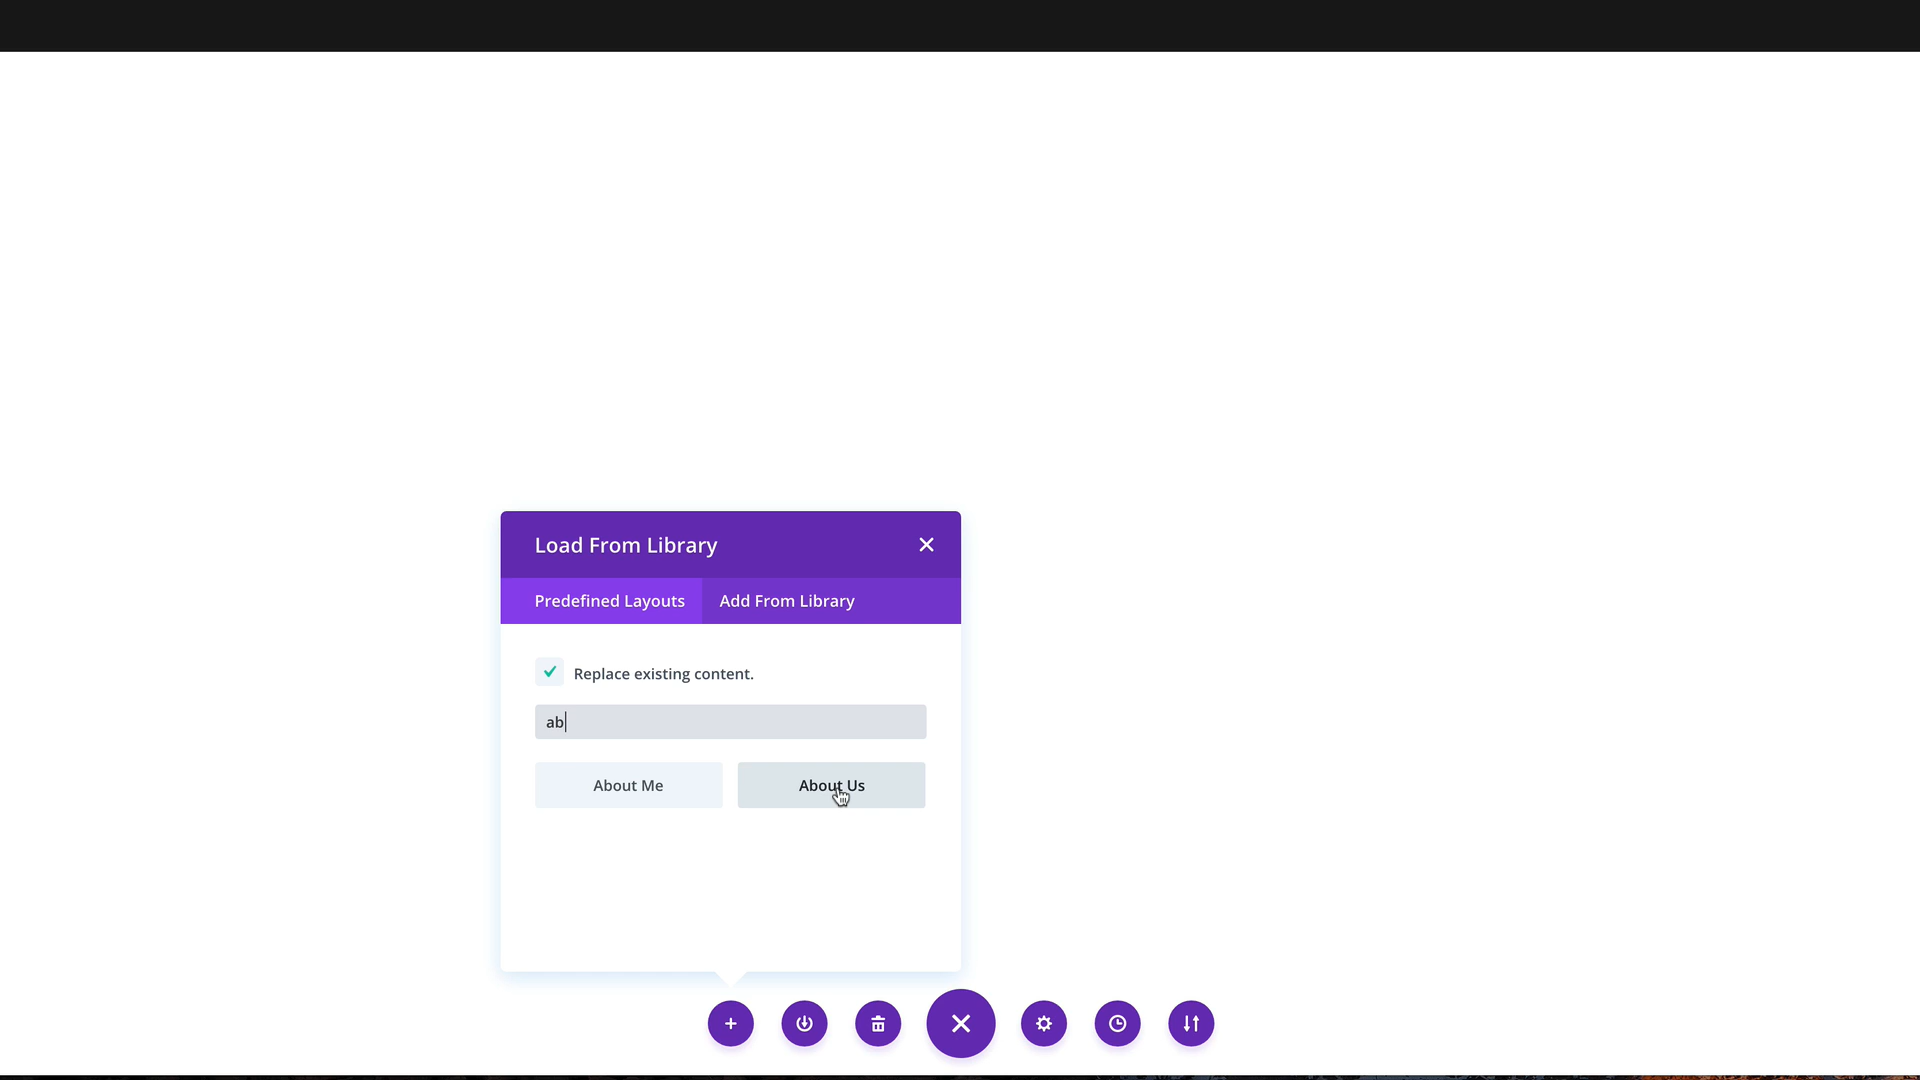 Load From Library
Predefined Layouts Add From Library
Replace existing content.
ab
About Me About Us